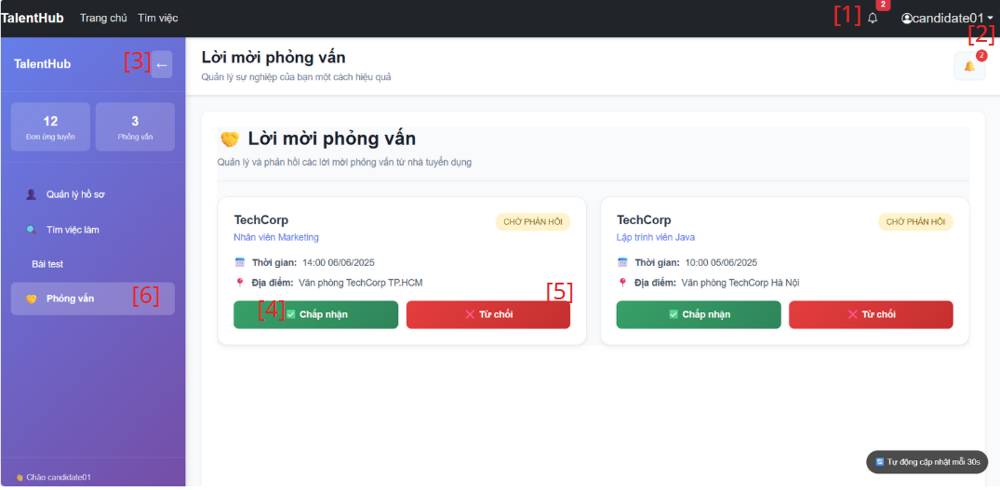 TalentHub Trang chủ Tìm việc [1] 2 candidate01
[2]
TalentHub [3] ←
Lời mời phỏng vấn
Quản lý sự nghiệp của bạn một cách hiệu quả
2
12 3
Đơn ứng tuyển Phỏng vấn
Quản lý hồ sơ
Tìm việc làm
Bài test
Phỏng vấn [6]
Chào candidate01
Lời mời phỏng vấn
Quản lý và phản hồi các lời mời phỏng vấn từ nhà tuyển dụng
TechCorp CHỜ PHẢN HỒI
Nhân viên Marketing
Thời gian: 14:00 06/06/2025
Địa điểm: Văn phòng TechCorp TP.HCM
[4] Chấp nhận [5] Từ chối
TechCorp CHỜ PHẢN HỒI
Lập trình viên Java
Thời gian: 10:00 05/06/2025
Địa điểm: Văn phòng TechCorp Hà Nội
Chấp nhận Từ chối
Tự động cập nhật mỗi 30s